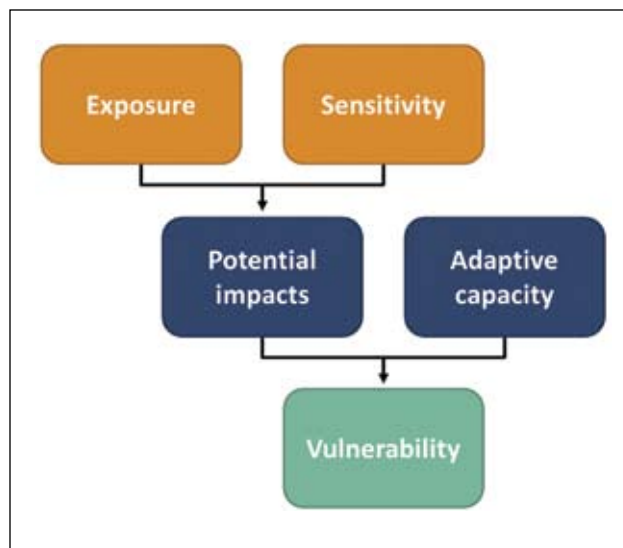 Exposure
Sensitivity
Potential
impacts
Adaptive
capacity
Vulnerability